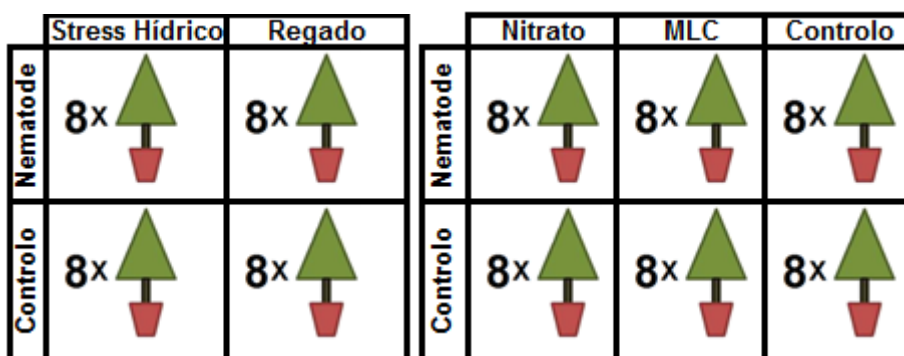 Stress Hídrico Regado
Nematode 8x 8x
Controlo 8x 8x
Nitrato MLC Controlo
Nematode 8x 8x 8x
Controlo 8x 8x 8x